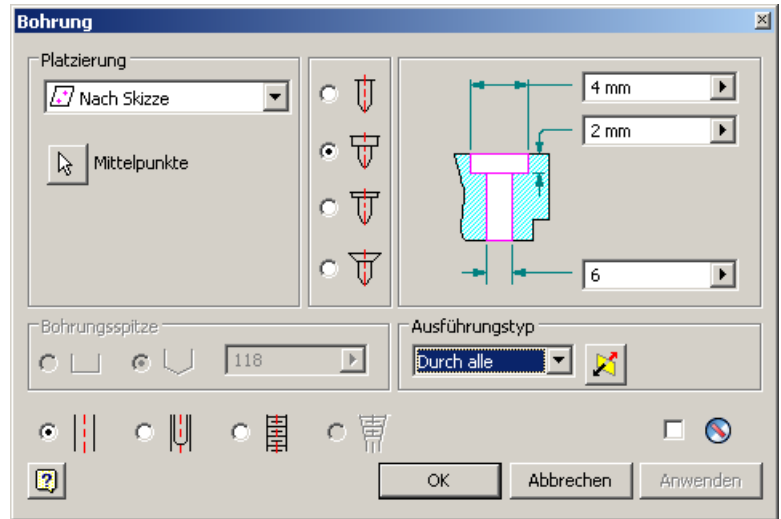 Bohrung
Platzierung
Nach Skizze
Mittelpunkte
4 mm
2 mm
6
Bohrungsspitze
118
Ausführungstyp
Durch alle
OK
Abbrechen
Anwenden